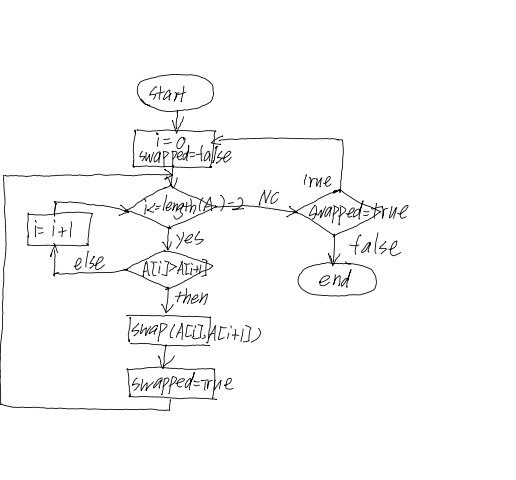 start
i=0
swapped=false
i<=length(A)-2
NC
True
swapped=true
i=i+1
yes
false
else
A[i]>A[i+1]
end
then
swap(A[i],A[i+1])
swapped=True